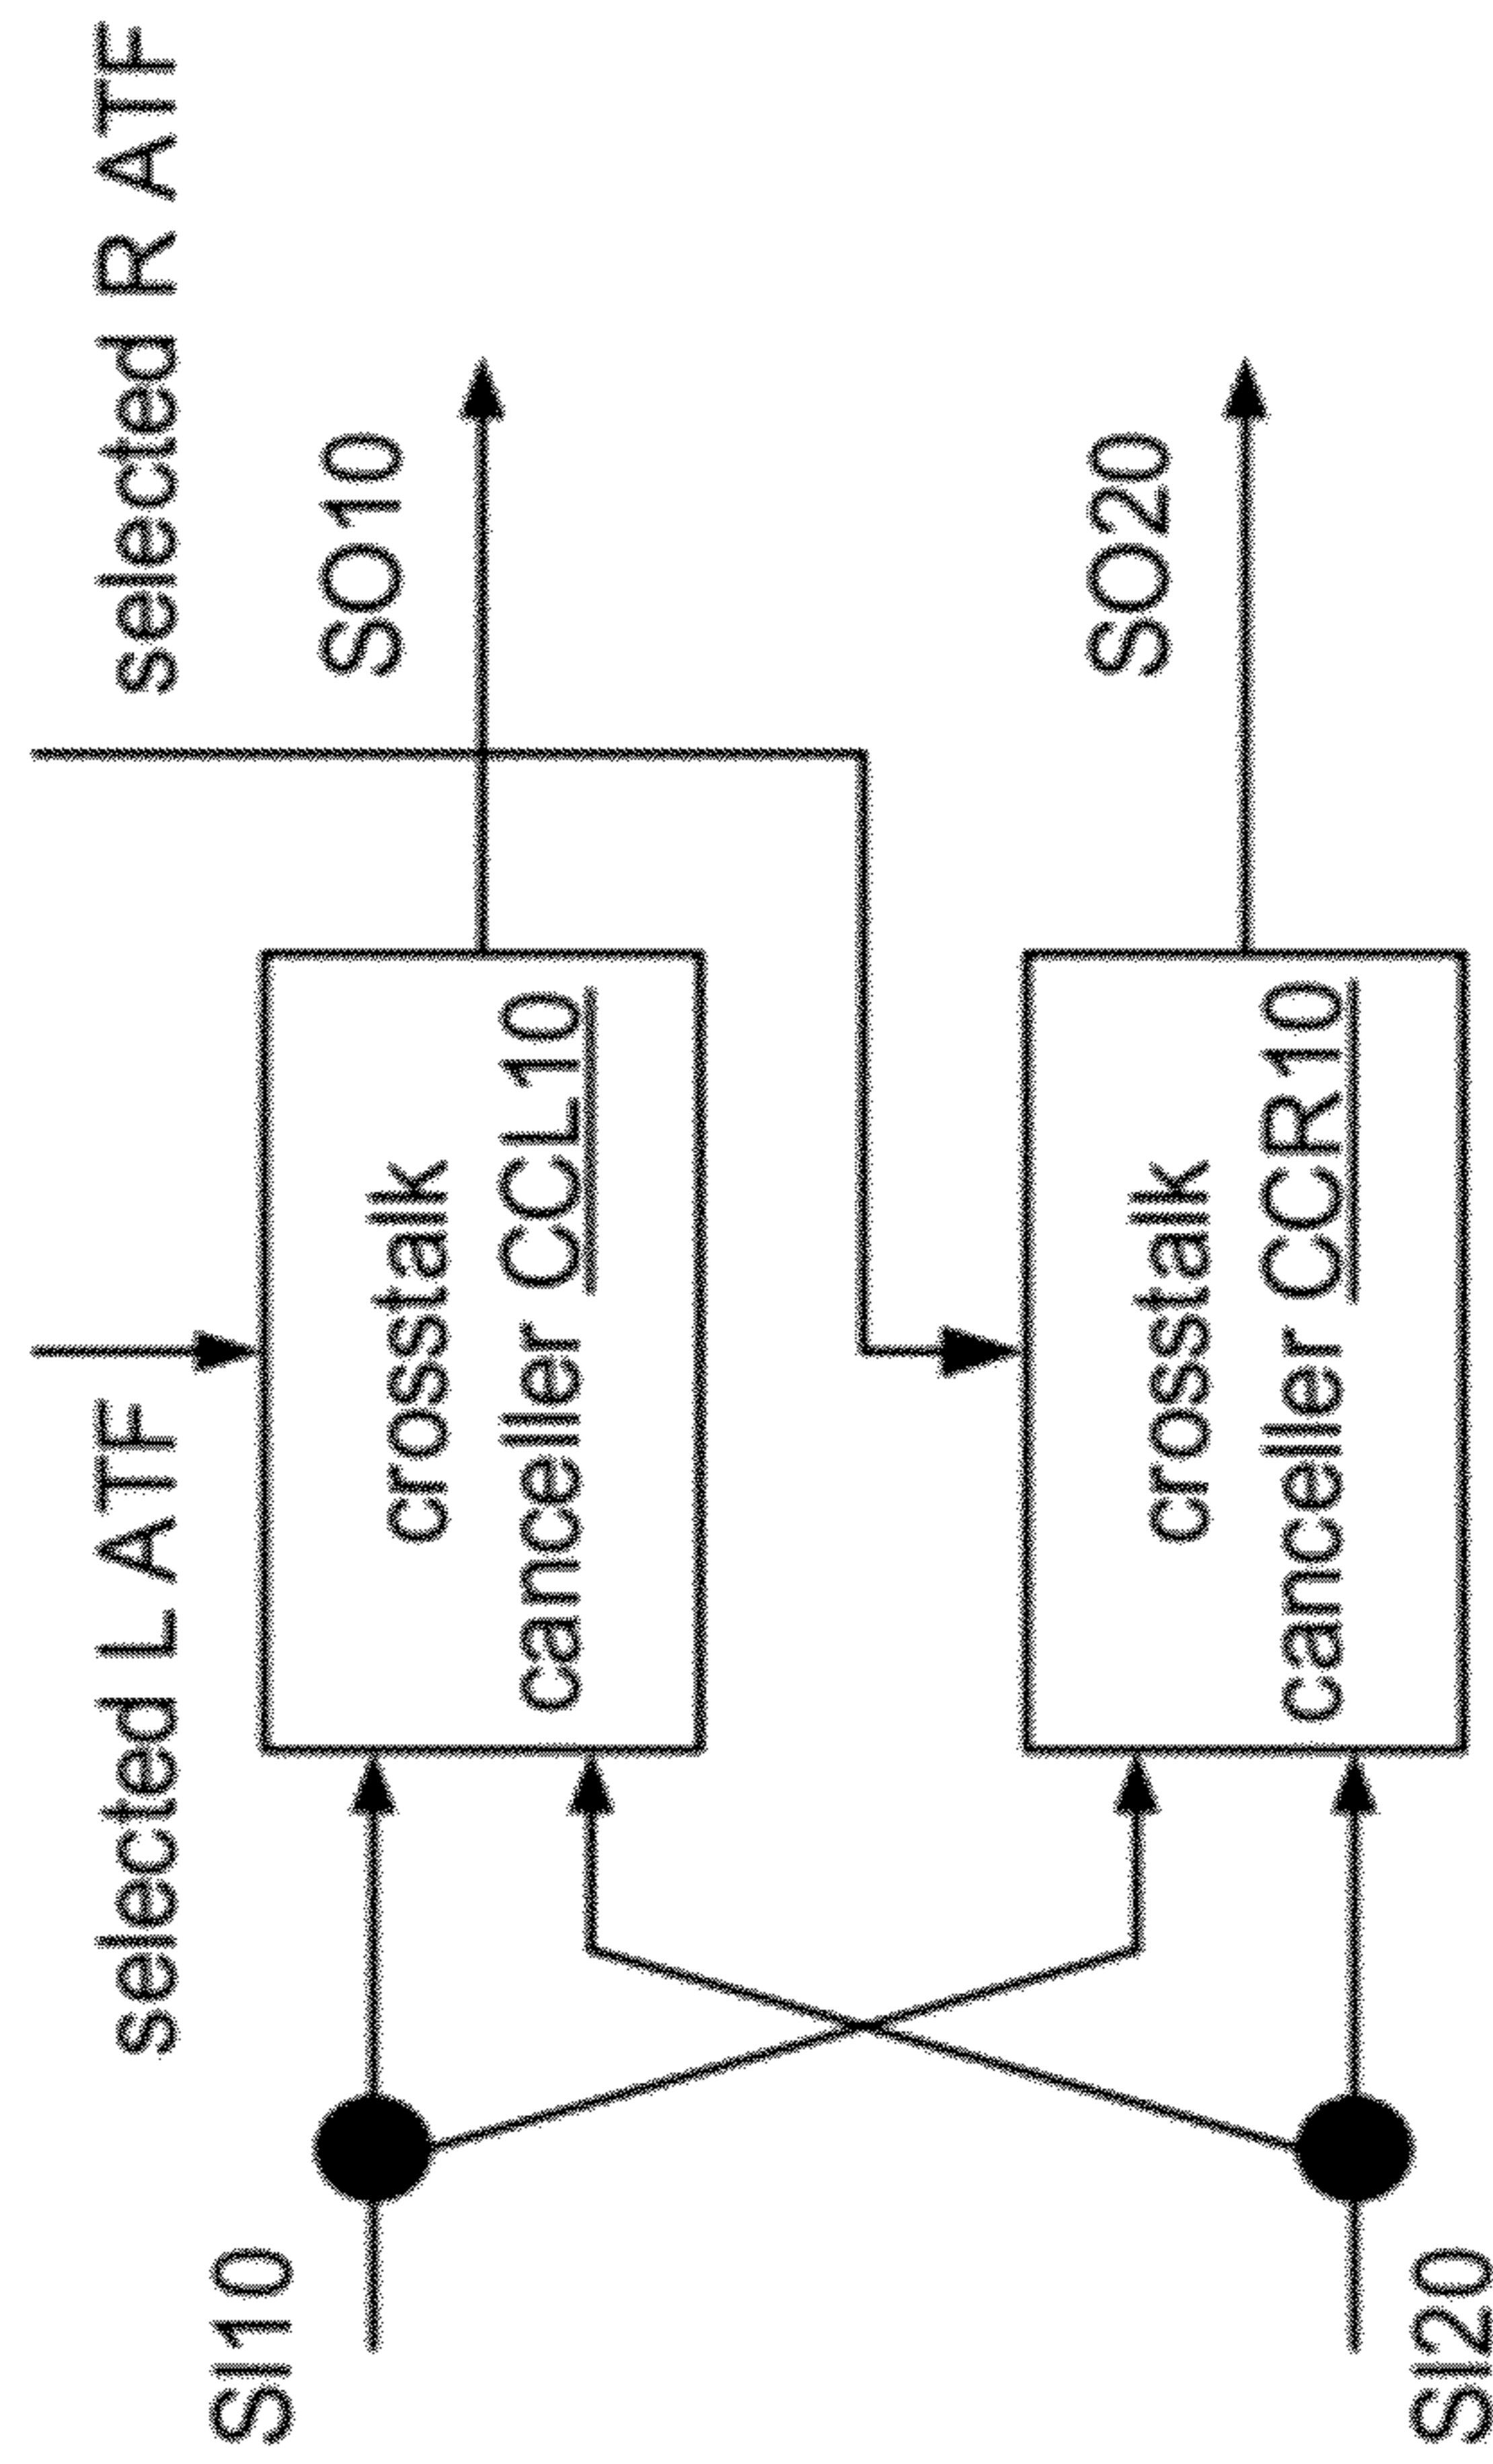 selected L ATF
selected R ATF
SI10
crosstalk
canceller CCL10
SO10
SI20
crosstalk
canceller CCR10
SO20